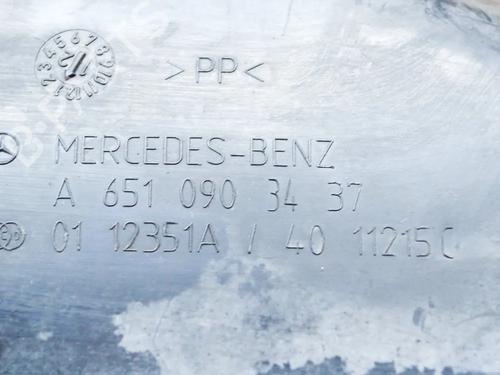 >PP<
MERCEDES-BENZ
A 651 090 34 37
01 12351A / 40 11215C